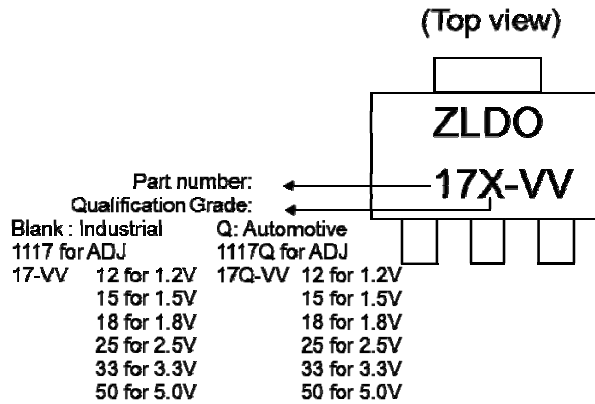 (Top view)
ZLDO
17X-VV
Part number:
Qualification Grade:
Blank : Industrial Q: Automotive
1117 for ADJ 1117Q for ADJ
17-VV 12 for 1.2V 17Q-VV 12 for 1.2V
15 for 1.5V 15 for 1.5V
18 for 1.8V 18 for 1.8V
25 for 2.5V 25 for 2.5V
33 for 3.3V 33 for 3.3V
50 for 5.0V 50 for 5.0V